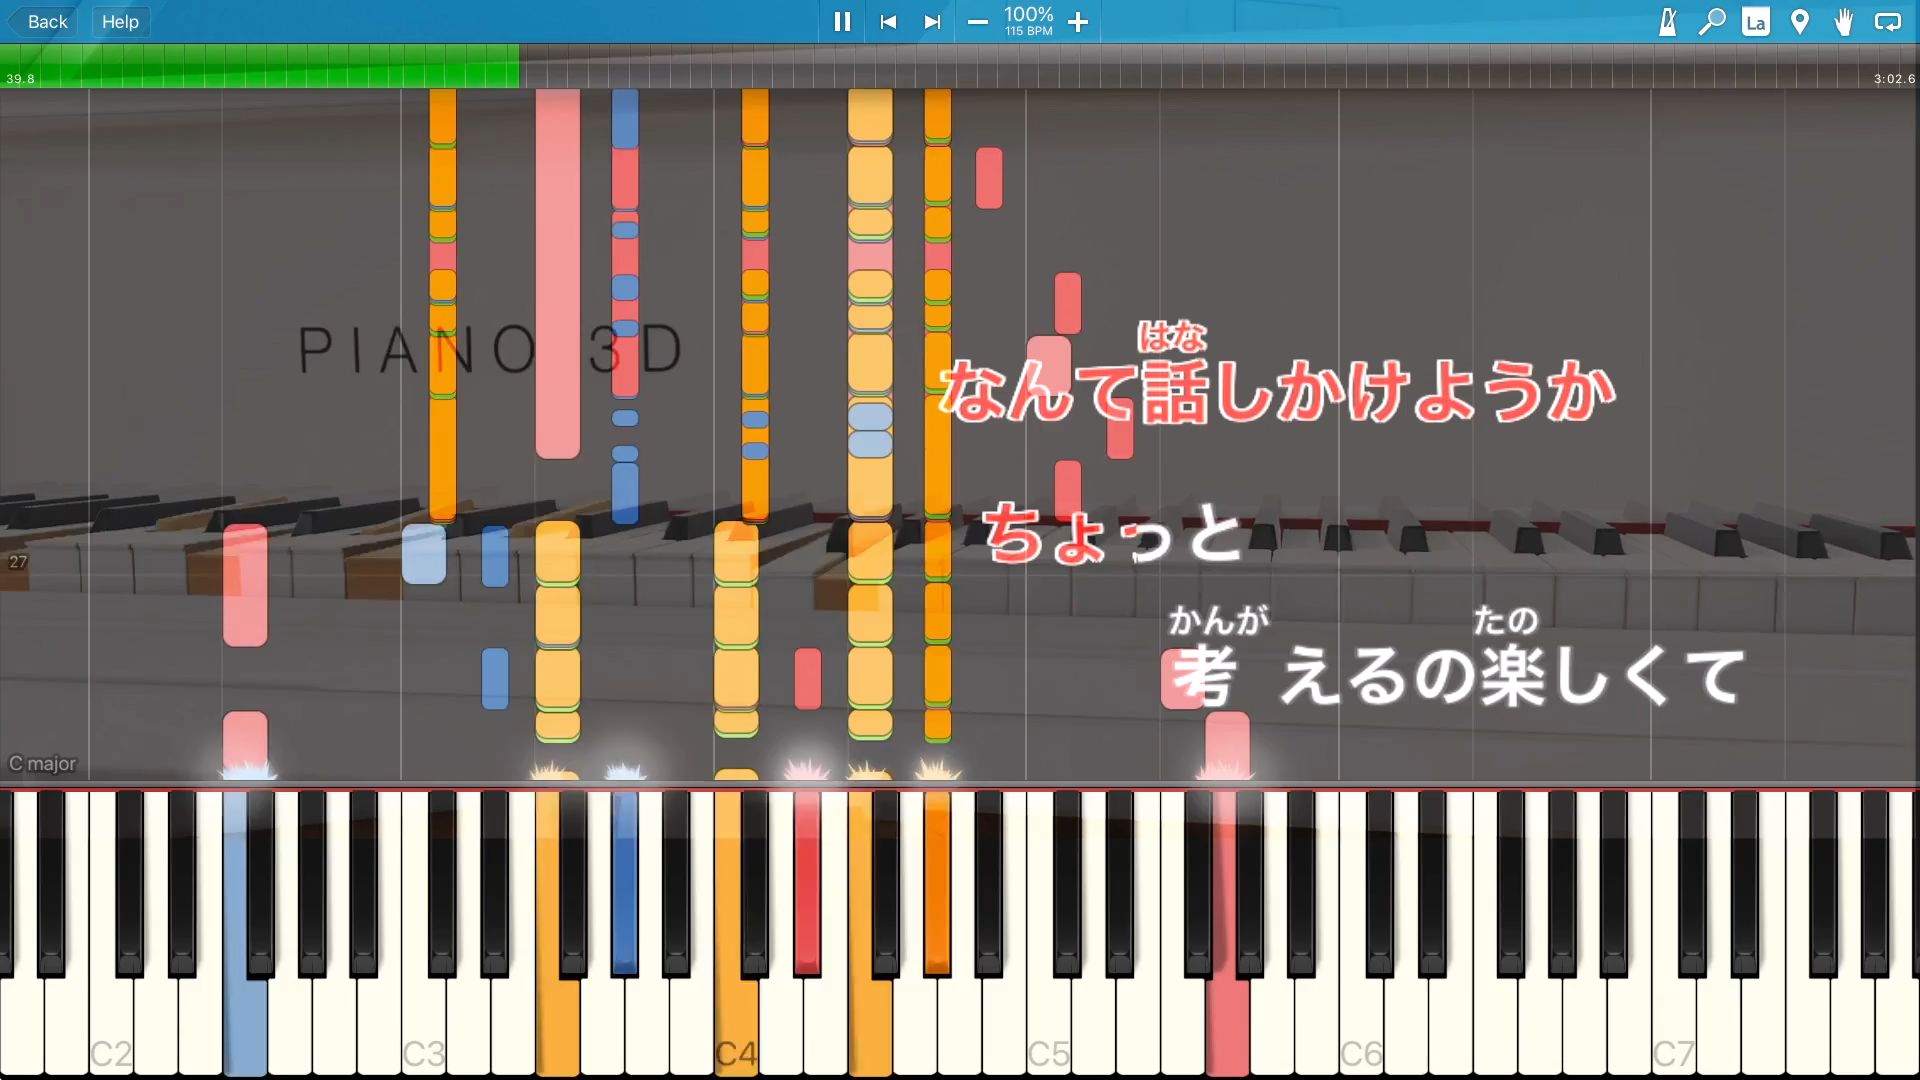 Back
Help
100%
115 BPM
La
39.8
3:02.6
PIANO 3D
はな
なんて話しかけようか
ちょっと
27
かんが たの
考 えるの楽しくて
C major
C2 C3 C4 C5 C6 C7